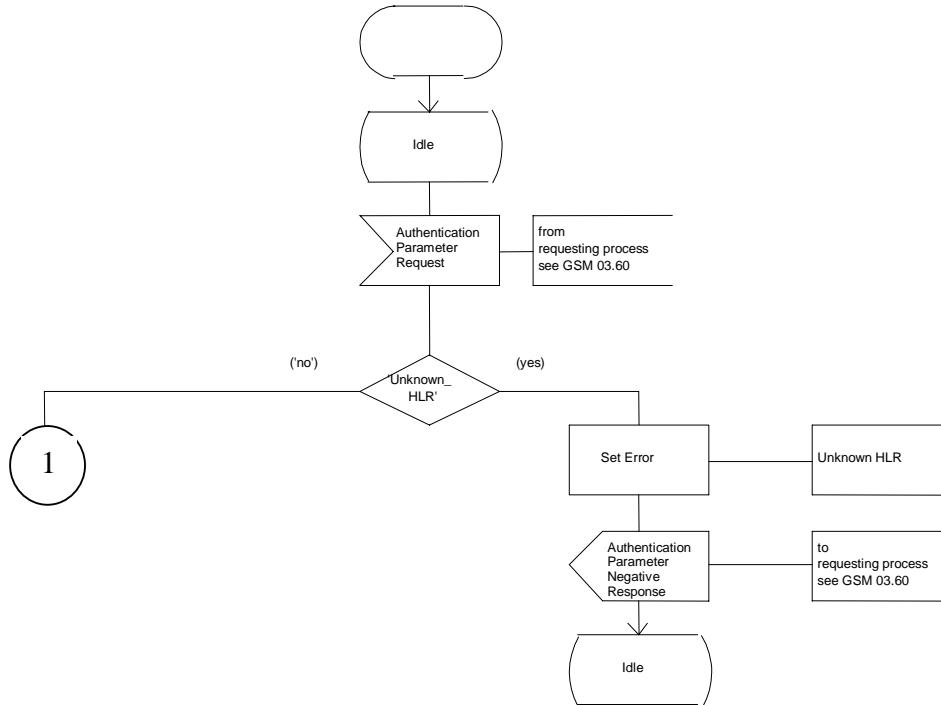 Idle
Authentication
Parameter
Request
from
requesting process
see GSM 03.60
('no')
'Unknown_
HLR'
(yes)
1
Set Error
Unknown HLR
Authentication
Parameter
Negative
Response
to
requesting process
see GSM 03.60
Idle